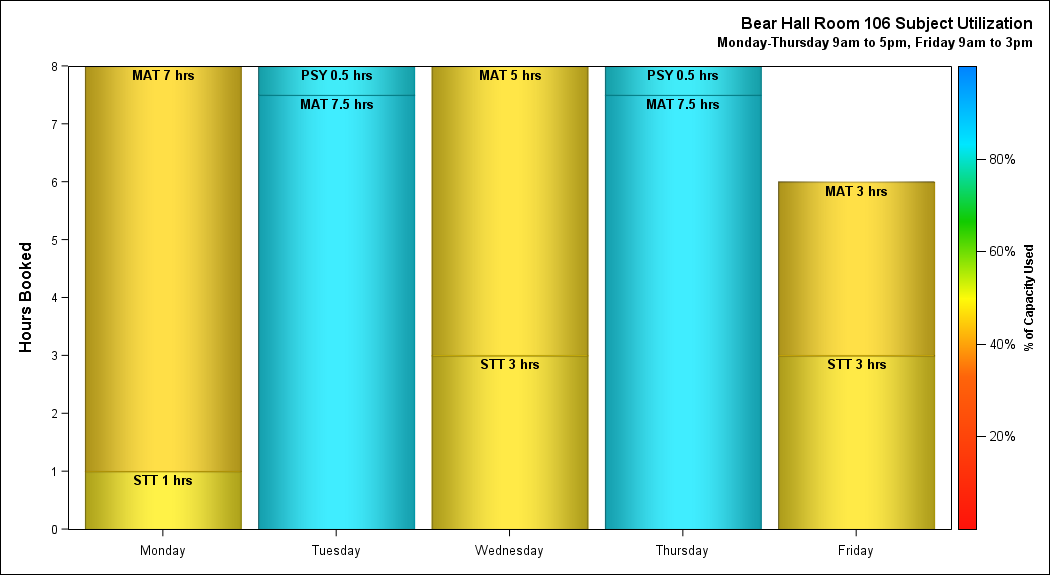 Bear Hall Room 106 Subject Utilization
Monday-Thursday 9am to 5pm, Friday 9am to 3pm
Hours Booked
8
7
6
5
4
3
2
1
0
MAT 7 hrs
STT 1 hrs
PSY 0.5 hrs
MAT 7.5 hrs
MAT 5 hrs
STT 3 hrs
PSY 0.5 hrs
MAT 7.5 hrs
MAT 3 hrs
STT 3 hrs
Monday
Tuesday
Wednesday
Thursday
Friday
80%
60%
40%
20%
% of Capacity Used